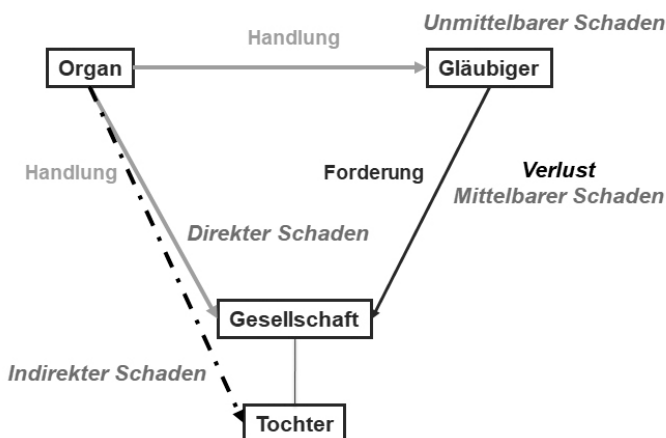 Handlung
Unmittelbarer Schaden
Organ
Gläubiger
Handlung
Forderung
Verlust
Mittelbarer Schaden
Direkter Schaden
Gesellschaft
Indirekter Schaden
Tochter